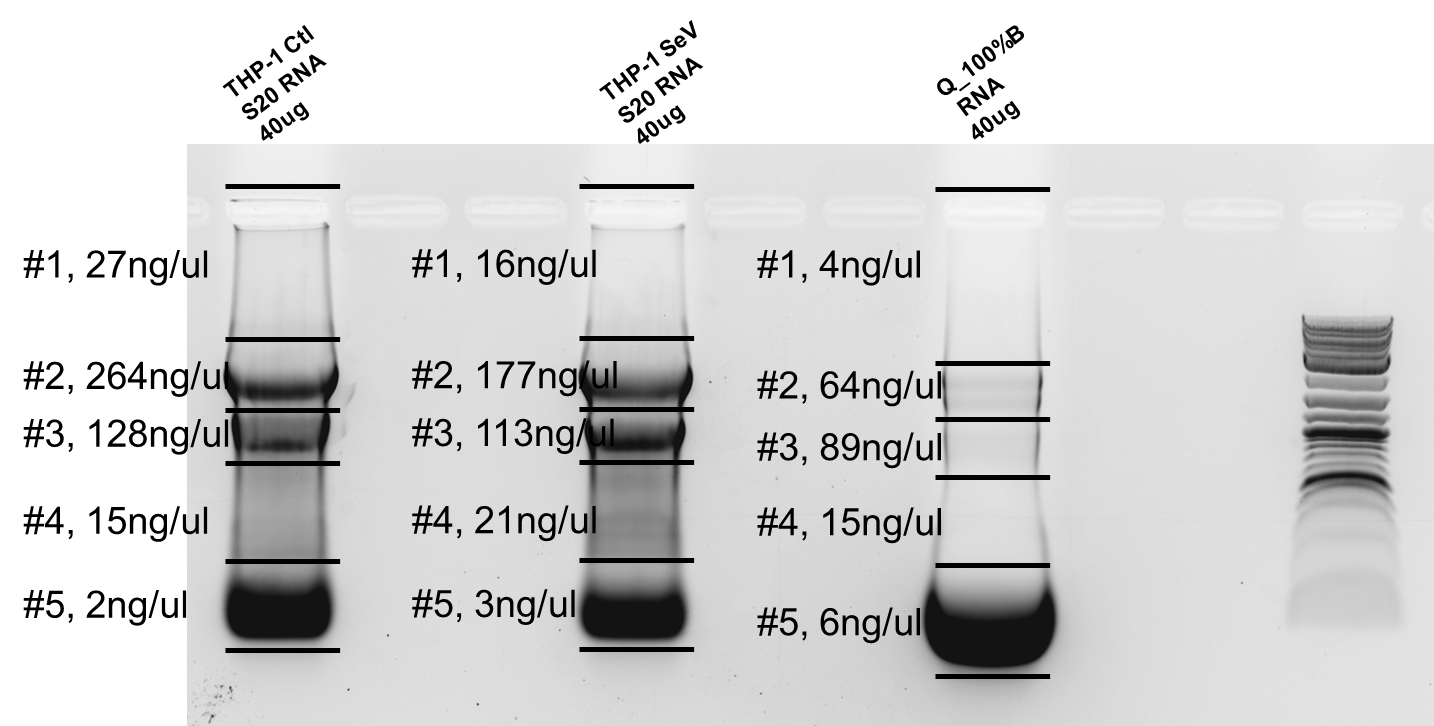 THP-1 Ctl
S20 RNA
40ug
THP-1 SeV
S20 RNA
40ug
Q_100%B
RNA
40ug
#1, 27ng/ul
#1, 16ng/ul
#1, 4ng/ul
#2, 264ng/ul
#2, 177ng/ul
#2, 64ng/ul
#3, 128ng/ul
#3, 113ng/ul
#3, 89ng/ul
#4, 15ng/ul
#4, 21ng/ul
#4, 15ng/ul
#5, 2ng/ul
#5, 3ng/ul
#5, 6ng/ul